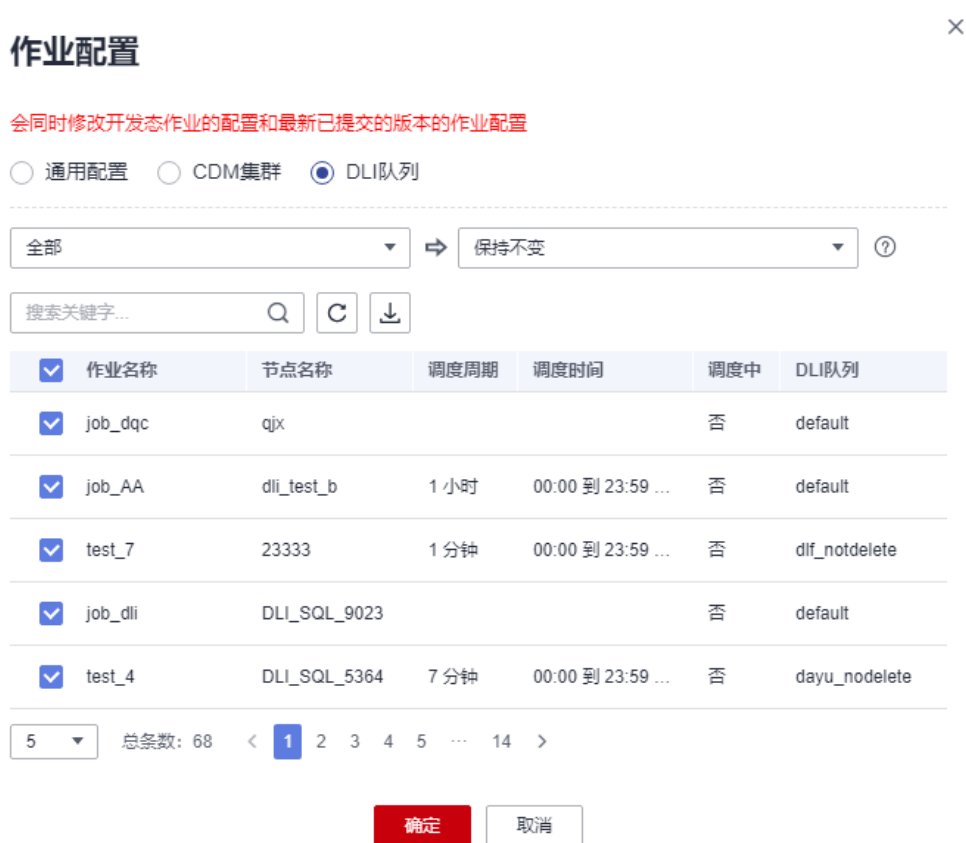 作业配置
会同时修改开发态作业的配置和最新已提交的版本的作业配置
通用配置 CDM集群 DLI队列
全部 保持不变
搜索关键字...
作业名称 节点名称 调度周期 调度时间 调度中 DLI队列
job_dqc qjx 否 default
job_AA dli_test_b 1 小时 00:00 到 23:59 ... 否 default
test_7 23333 1 分钟 00:00 到 23:59 ... 否 dlf_notdelete
job_dli DLI_SQL_9023 否 default
test_4 DLI_SQL_5364 7 分钟 00:00 到 23:59 ... 否 dayu_nodelete
5 总条数: 68 < 1 2 3 4 5 ... 14 >
确定 取消